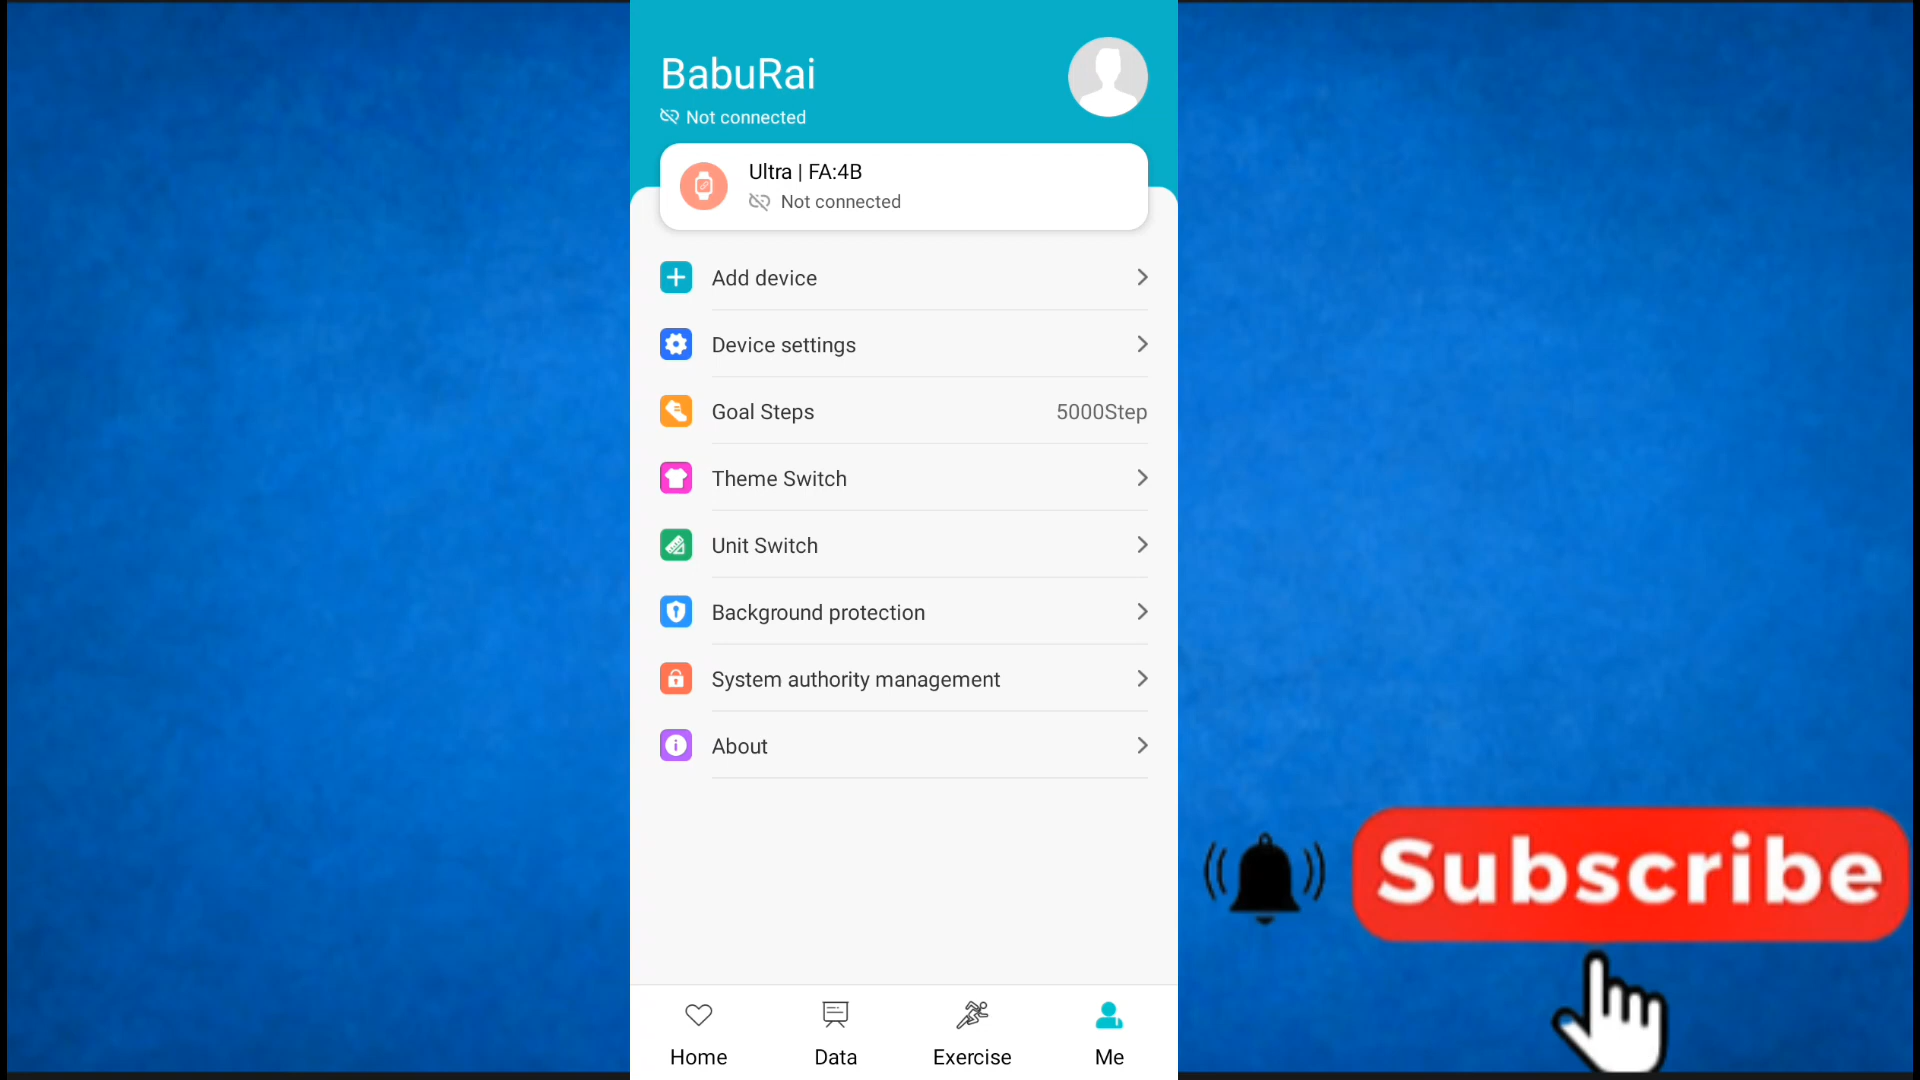 BabuRai
Not connected
Ultra | FA:4B
Not connected
Add device
Device settings
Goal Steps 5000Step
Theme Switch
Unit Switch
Background protection
System authority management
About
Subscribe
Home Data Exercise Me